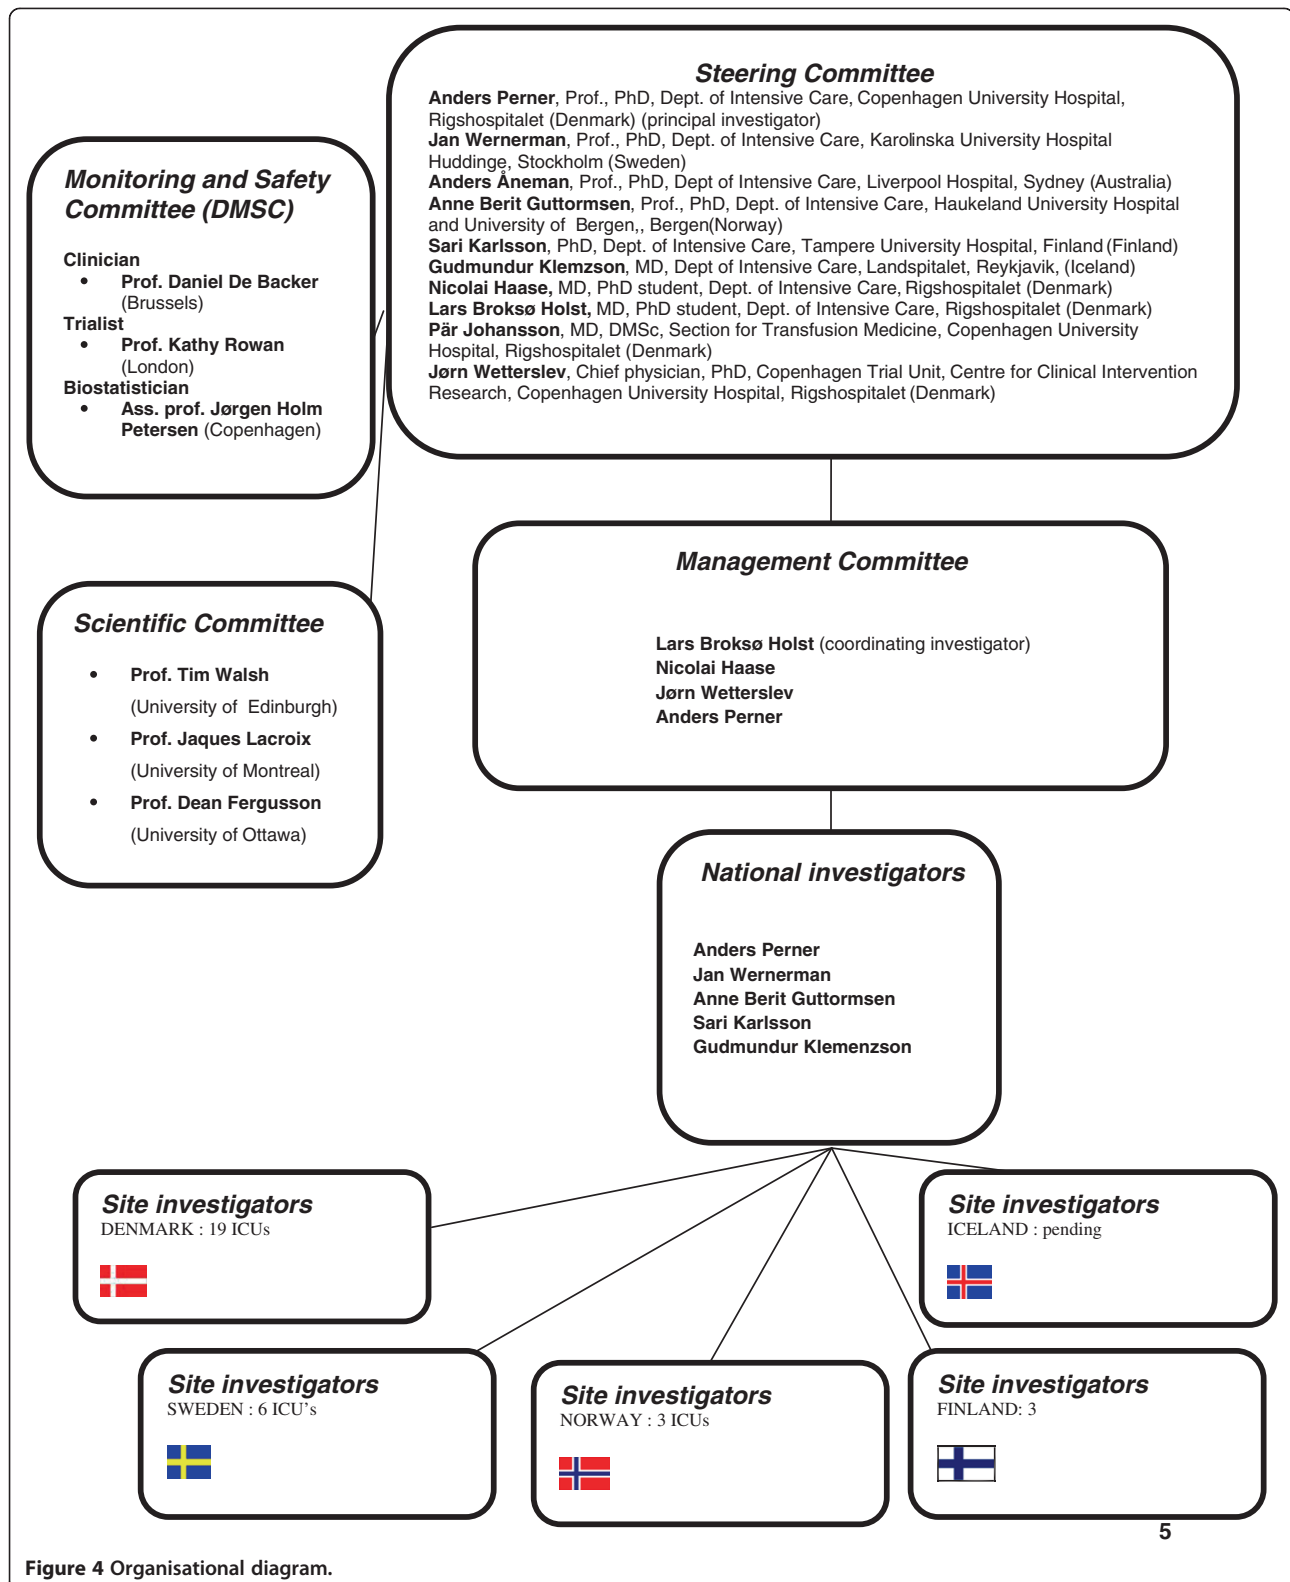 Steering Committee
Anders Perner, Prof., PhD, Dept. of Intensive Care, Copenhagen University Hospital,
Rigshospitalet (Denmark) (principal investigator)
Jan Wernerman, Prof., PhD, Dept. of Intensive Care, Karolinska University Hospital
Huddinge, Stockholm (Sweden)
Anders Åneman, Prof., PhD, Dept of Intensive Care, Liverpool Hospital, Sydney (Australia)
Anne Berit Guttormsen, Prof., PhD, Dept. of Intensive Care, Haukeland University Hospital
and University of Bergen,, Bergen(Norway)
Sari Karlsson, PhD, Dept. of Intensive Care, Tampere University Hospital, Finland (Finland)
Gudmundur Klemzson, MD, Dept of Intensive Care, Landspitalet, Reykjavik, (Iceland)
Nicolai Haase, MD, PhD student, Dept. of Intensive Care, Rigshospitalet (Denmark)
Lars Broksø Holst, MD, PhD student, Dept. of Intensive Care, Rigshospitalet (Denmark)
Pär Johansson, MD, DMSc, Section for Transfusion Medicine, Copenhagen University
Hospital, Rigshospitalet (Denmark)
Jørn Wetterslev, Chief physician, PhD, Copenhagen Trial Unit, Centre for Clinical Intervention
Research, Copenhagen University Hospital, Rigshospitalet (Denmark)
Monitoring and Safety
Committee (DMSC)
Clinician
• Prof. Daniel De Backer
(Brussels)
Trialist
• Prof. Kathy Rowan
(London)
Biostatistician
• Ass. prof. Jørgen Holm
Petersen (Copenhagen)
Management Committee
Lars Broksø Holst (coordinating investigator)
Nicolai Haase
Jørn Wetterslev
Anders Perner
Scientific Committee
• Prof. Tim Walsh
(University of Edinburgh)
• Prof. Jaques Lacroix
(University of Montreal)
• Prof. Dean Fergusson
(University of Ottawa)
National investigators
Anders Perner
Jan Wernerman
Anne Berit Guttormsen
Sari Karlsson
Gudmundur Klemenzson
Site investigators
DENMARK : 19 ICUs
Site investigators
ICELAND : pending
Site investigators
SWEDEN : 6 ICU's
Site investigators
NORWAY : 3 ICUs
Site investigators
FINLAND: 3
5
Figure 4 Organisational diagram.